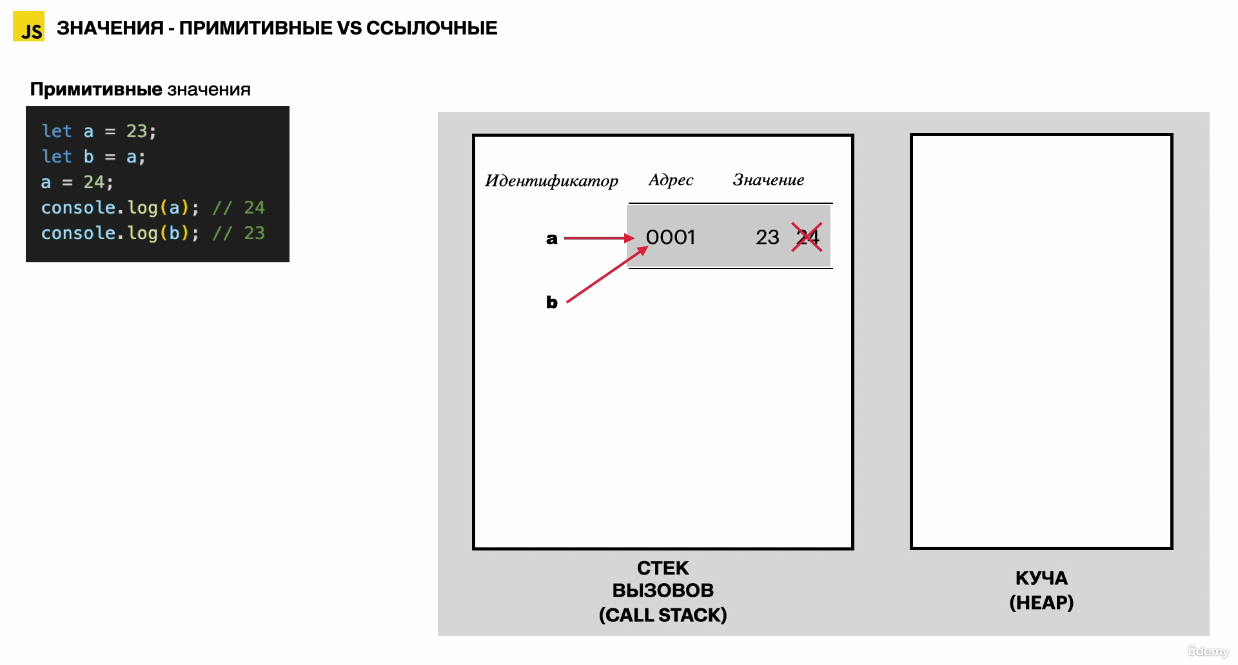 JS ЗНАЧЕНИЯ - ПРИМИТИВНЫЕ VS ССЫЛОЧНЫЕ
Примитивные значения
let a = 23;
let b = a;
a = 24;
console.log(a); // 24
console.log(b); // 23
Идентификатор Адрес Значение
a 0001 23 24
b
СТЕК
ВЫЗОВОВ
(CALL STACK)
КУЧА
(HEAP)
ûdemy